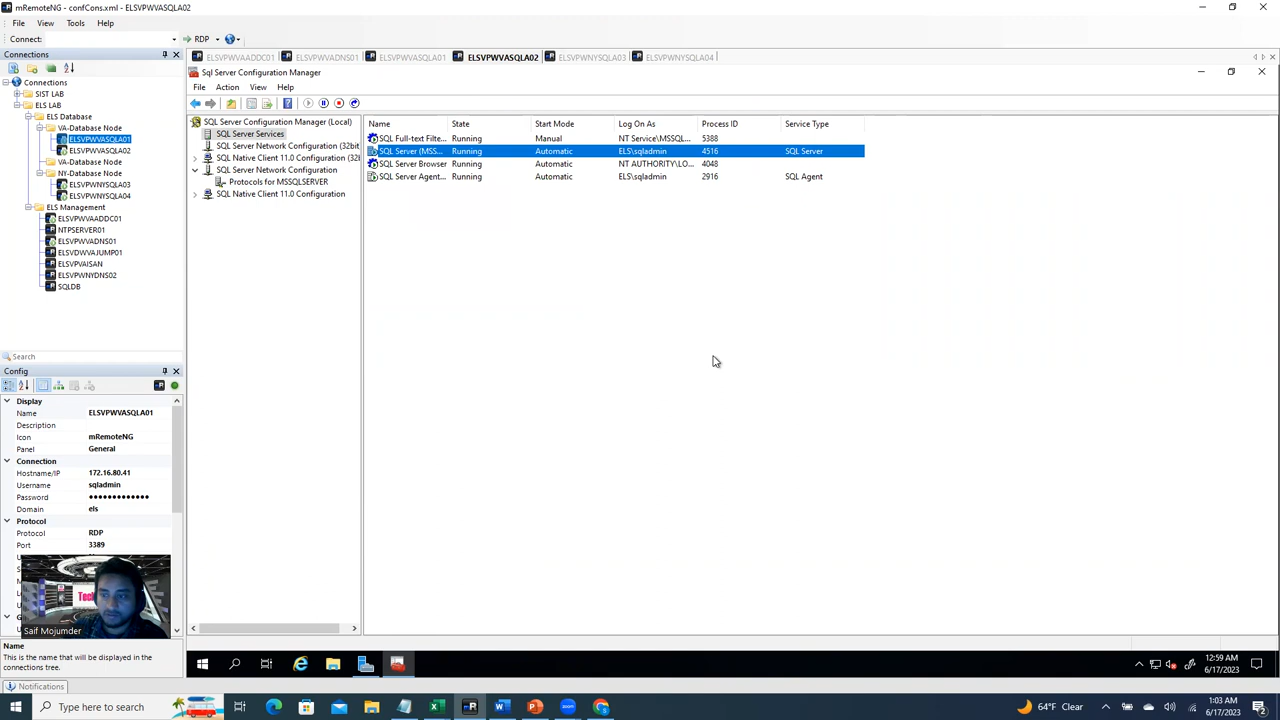 mRemoteNG - confCons.xml - ELSVPWVASQLA02
File View Tools Help
Connect: RDP
Connections
ELSVPWVAADDC01 ELSVPWVADNS01 ELSVPWVASQLA01 ELSVPWVASQLA02 ELSVPWNYSQLA03 ELSVPWNYSQLA04
Sql Server Configuration Manager
File Action View Help
Connections
SIST LAB
ELS LAB
ELS Database
VA-Database Node
ELSVPWVASQLA01
ELSVPWVASQLA02
VA-Database Node
NY-Database Node
ELSVPWNYSQLA03
ELSVPWNYSQLA04
ELS Management
ELSVPWVAADDC01
NTPSERVER01
ELSVPWVADNS01
ELSVDWVAJUMP01
ELSVPVAISAN
ELSVPWNYDNS02
SQLDB
Search
Config
Display
Name ELSVPWVASQLA01
Description
Icon mRemoteNG
Panel General
Connection
Hostname/IP 172.16.80.41
Username sqladmin
Password ●●●●●●●●●●●●●
Domain els
Protocol
Protocol RDP
Port 3389
Tech
Saif Mojumder
Name
This is the name that will be displayed in the
connections tree.
Notifications
SQL Server Configuration Manager (Local)
SQL Server Services
SQL Server Network Configuration (32bit
SQL Native Client 11.0 Configuration (32l
SQL Server Network Configuration
Protocols for MSSQLSERVER
SQL Native Client 11.0 Configuration
Name State Start Mode Log On As Process ID Service Type
SQL Full-text Filte... Running Manual NT Service\MSSQL... 5388
SQL Server (MSS... Running Automatic ELS\sqladmin 4516 SQL Server
SQL Server Browser Running Automatic NT AUTHORITY\LO... 4048
SQL Server Agent... Running Automatic ELS\sqladmin 2916 SQL Agent
12:59 AM
6/17/2023
Type here to search
64°F Clear
1:03 AM
6/17/2023